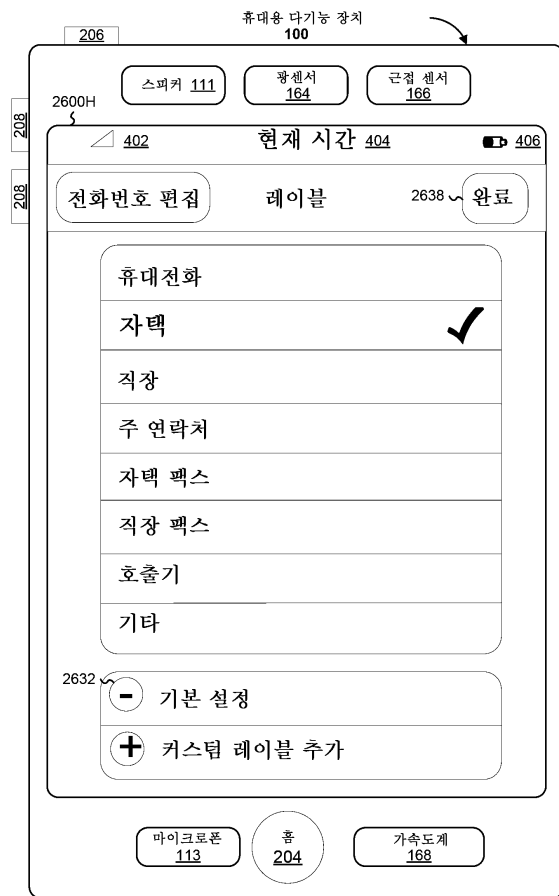 휴대용 다기능 장치
100
206
208
208
스피커 111
광센서
164
근접 센서
166
2600H
402
현재 시간 404
406
전화번호 편집
레이블
2638
완료
휴대전화
자택
직장
주 연락처
자택 팩스
직장 팩스
호출기
기타
2632
- 기본 설정
+ 커스텀 레이블 추가
마이크로폰
113
홈
204
가속도계
168